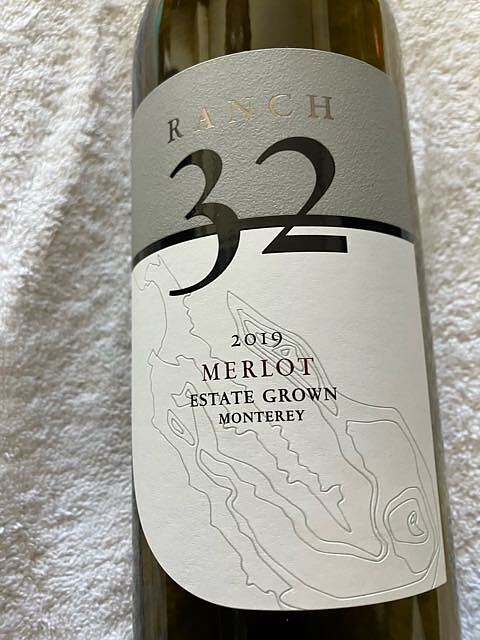 RANCH
32
2019
MERLOT
ESTATE GROWN
MONTEREY